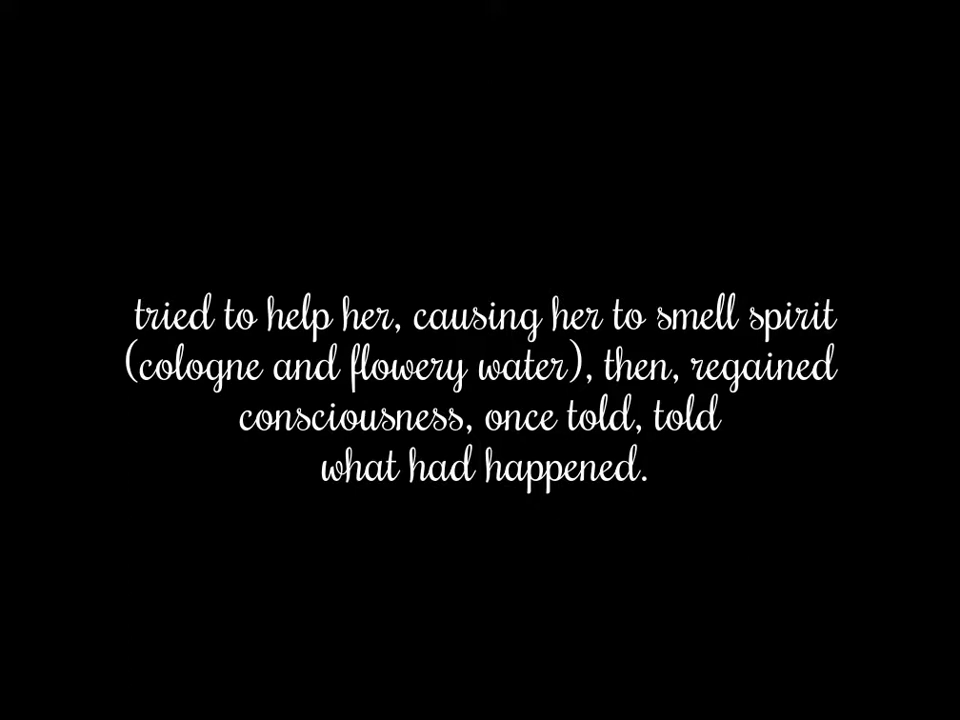 tried to help her, causing her to smell spirit
(cologne and flowery water), then, regained
consciousness, once told, told
what had happened.